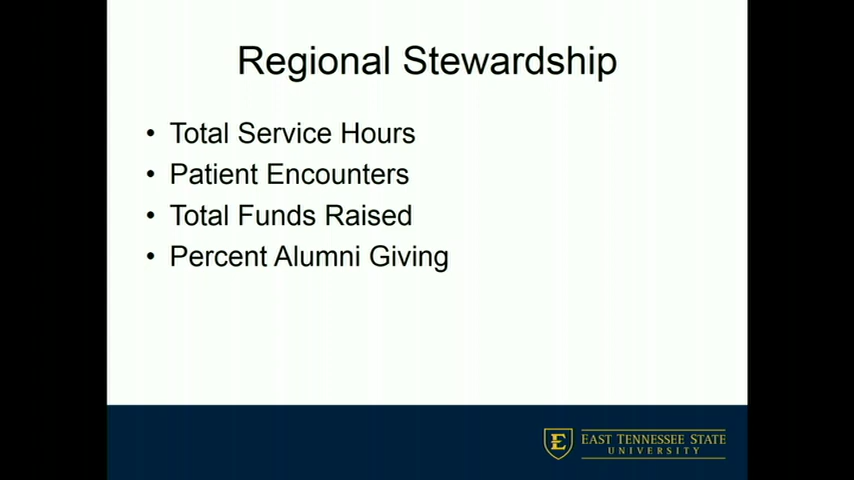 Regional Stewardship
• Total Service Hours
• Patient Encounters
• Total Funds Raised
• Percent Alumni Giving
E
EAST TENNESSEE STATE
UNIVERSITY